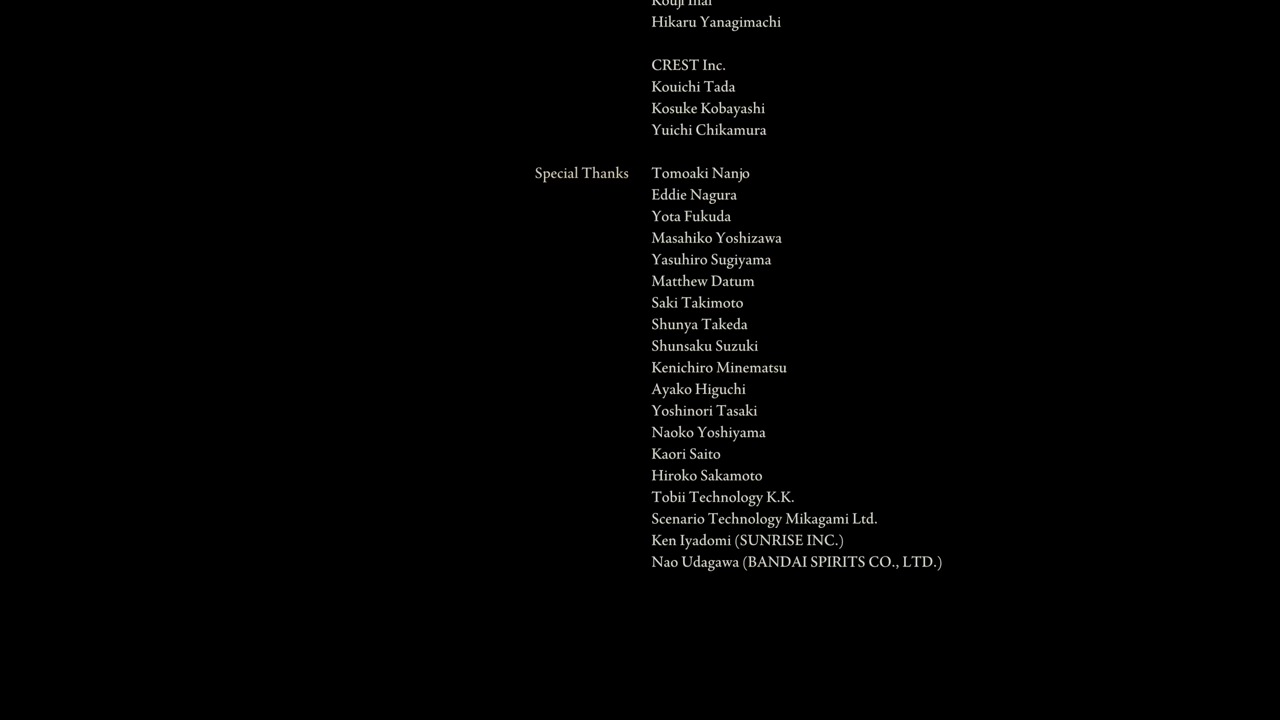 Hikaru Yanagimachi
CREST Inc.
Kouichi Tada
Kosuke Kobayashi
Yuichi Chikamura
Special Thanks Tomoaki Nanjo
Eddie Nagura
Yota Fukuda
Masahiko Yoshizawa
Yasuhiro Sugiyama
Matthew Datum
Saki Takimoto
Shunya Takeda
Shunsaku Suzuki
Kenichiro Minematsu
Ayako Higuchi
Yoshinori Tasaki
Naoko Yoshiyama
Kaori Saito
Hiroko Sakamoto
Tobii Technology K.K.
Scenario Technology Mikagami Ltd.
Ken Iyadomi (SUNRISE INC.)
Nao Udagawa (BANDAI SPIRITS CO., LTD.)